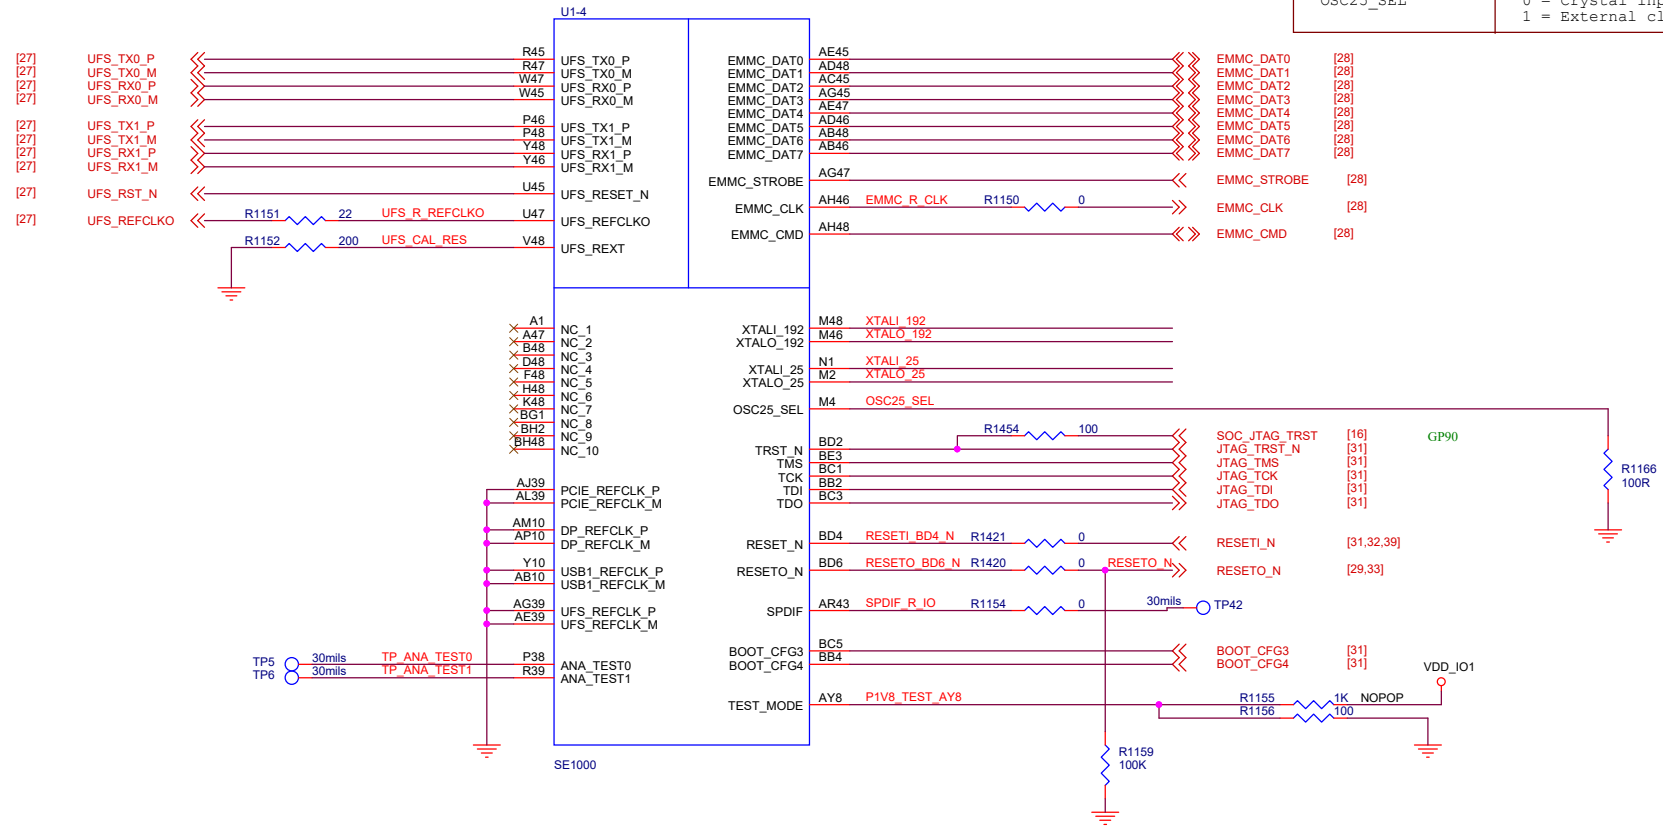 OSC25_SEL
0 = Crystal
1 = External
U1-4
[27] UFS_TX0_P R45 UFS_TX0_P EMMC_DAT0 AE45 EMMC_DAT0 [28]
[27] UFS_TX0_M R47 UFS_TX0_M EMMC_DAT1 AD48 EMMC_DAT1 [28]
[27] UFS_RX0_P W47 UFS_RX0_P EMMC_DAT2 AC45 EMMC_DAT2 [28]
[27] UFS_RX0_M W45 UFS_RX0_M EMMC_DAT3 AG45 EMMC_DAT3 [28]
EMMC_DAT4 AE47 EMMC_DAT4 [28]
[27] UFS_TX1_P P46 UFS_TX1_P EMMC_DAT5 AD46 EMMC_DAT5 [28]
[27] UFS_TX1_M P48 UFS_TX1_M EMMC_DAT6 AB48 EMMC_DAT6 [28]
[27] UFS_RX1_P Y48 UFS_RX1_P EMMC_DAT7 AB46 EMMC_DAT7 [28]
[27] UFS_RX1_M Y46 UFS_RX1_M
EMMC_STROBE AG47 EMMC_STROBE [28]
[27] UFS_RST_N U45 UFS_RESET_N
EMMC_CLK AH46 EMMC_R_CLK R1150 0 EMMC_CLK [28]
[27] UFS_REFCLKO R1151 22 UFS_R_REFCLKO U47 UFS_REFCLKO
EMMC_CMD AH48 EMMC_CMD [28]
R1152 200 UFS_CAL_RES V48 UFS_REXT
A1 NC_1 XTALI_192 M48 XTALI_192
A47 NC_2 XTALO_192 M46 XTALO_192
B48 NC_3
D48 NC_4 XTALI_25 N1 XTALI_25
F48 NC_5 XTALO_25 M2 XTALO_25
H48 NC_6
K48 NC_7 OSC25_SEL M4 OSC25_SEL
BG1 NC_8
BH2 NC_9 R1454 100 SOC_JTAG_TRST [16] GP90
BH48 NC_10 TRST_N BD2 JTAG_TRST_N [31]
TMS BE3 JTAG_TMS [31]
TCK BC1 JTAG_TCK [31]
R1166
100R
AJ39 PCIE_REFCLK_P TDI BB2 JTAG_TDI [31]
AL39 PCIE_REFCLK_M TDO BC3 JTAG_TDO [31]
AM10 DP_REFCLK_P
AP10 DP_REFCLK_M RESET_N BD4 RESETI_BD4_N R1421 0 RESETI_N [31,32,39]
Y10 USB1_REFCLK_P RESETO_N BD6 RESETO_BD6_N R1420 0 RESETO_N RESETO_N [29,33]
AB10 USB1_REFCLK_M
AG39 UFS_REFCLK_P SPDIF AR43 SPDIF_R_IO R1154 0 30mils TP42
AE39 UFS_REFCLK_M
BOOT_CFG3 BC5 BOOT_CFG3 [31]
TP5 30mils TP_ANA_TEST0 P38 ANA_TEST0 BOOT_CFG4 BB4 BOOT_CFG4 [31]
TP6 30mils TP_ANA_TEST1 R39 ANA_TEST1
VDD_IO1
TEST_MODE AY8 P1V8_TEST_AY8 R1155 1K NOPOP
R1156 100
R1159
100K
SE1000